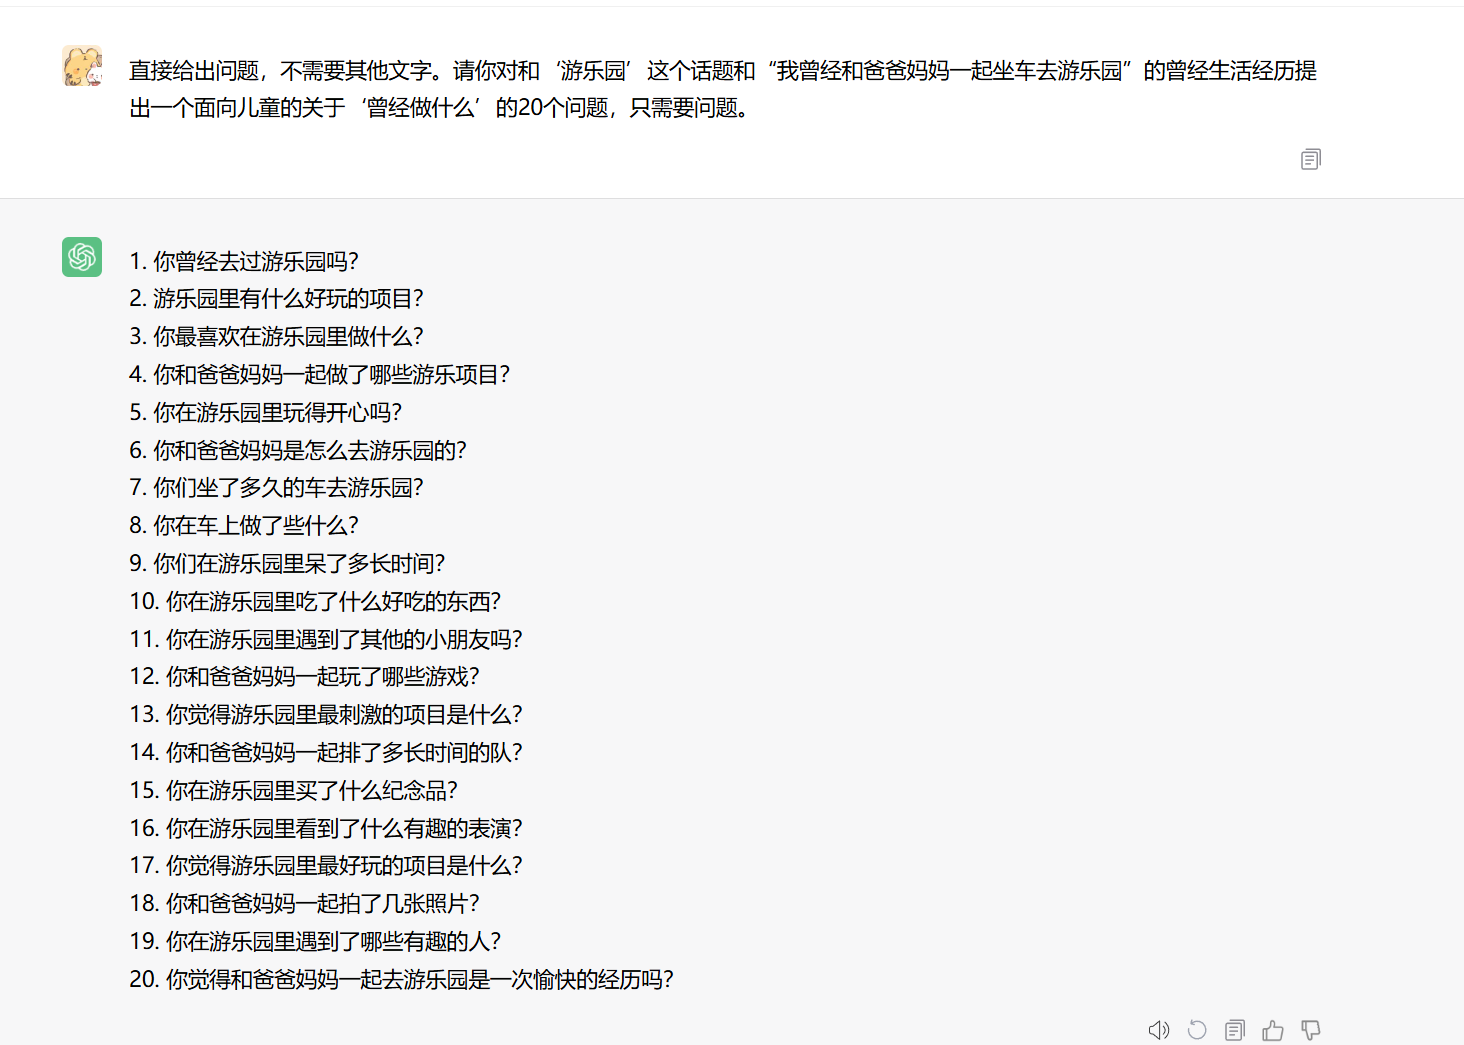 直接给出问题，不需要其他文字。请你对和‘游乐园’这个话题和“我曾经和爸爸妈妈一起坐车去游乐园”的曾经生活经历提
出一个面向儿童的关于‘曾经做什么’的20个问题，只需要问题。
1. 你曾经去过游乐园吗？
2. 游乐园里有什么好玩的项目？
3. 你最喜欢在游乐园里做什么？
4. 你和爸爸妈妈一起做了哪些游乐项目？
5. 你在游乐园里玩得开心吗？
6. 你和爸爸妈妈是怎么去游乐园的？
7. 你们坐了多久的车去游乐园？
8. 你在车上做了些什么？
9. 你们在游乐园里呆了多长时间？
10. 你在游乐园里吃了什么好吃的东西？
11. 你在游乐园里遇到了其他的小朋友吗？
12. 你和爸爸妈妈一起玩了哪些游戏？
13. 你觉得游乐园里最刺激的项目是什么？
14. 你和爸爸妈妈一起排了多长时间的队？
15. 你在游乐园里买了什么纪念品？
16. 你在游乐园里看到了什么有趣的表演？
17. 你觉得游乐园里最好玩的项目是什么？
18. 你和爸爸妈妈一起拍了几张照片？
19. 你在游乐园里遇到了哪些有趣的人？
20. 你觉得和爸爸妈妈一起去游乐园是一次愉快的经历吗？